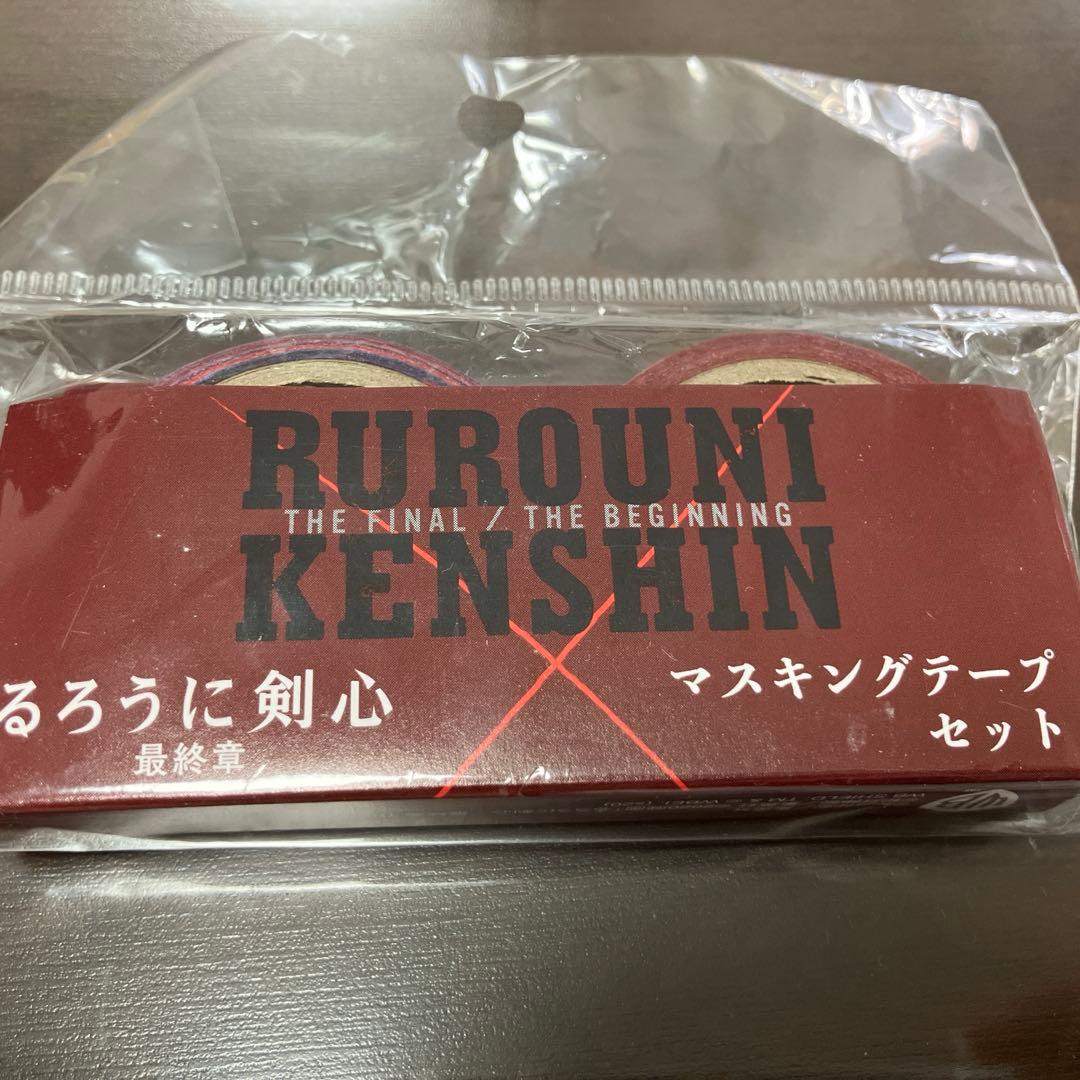 RUROUNI
THE FINAL / THE BEGINNING
KENSHIN
るろうに剣心
最終章
マスキングテープ
セット